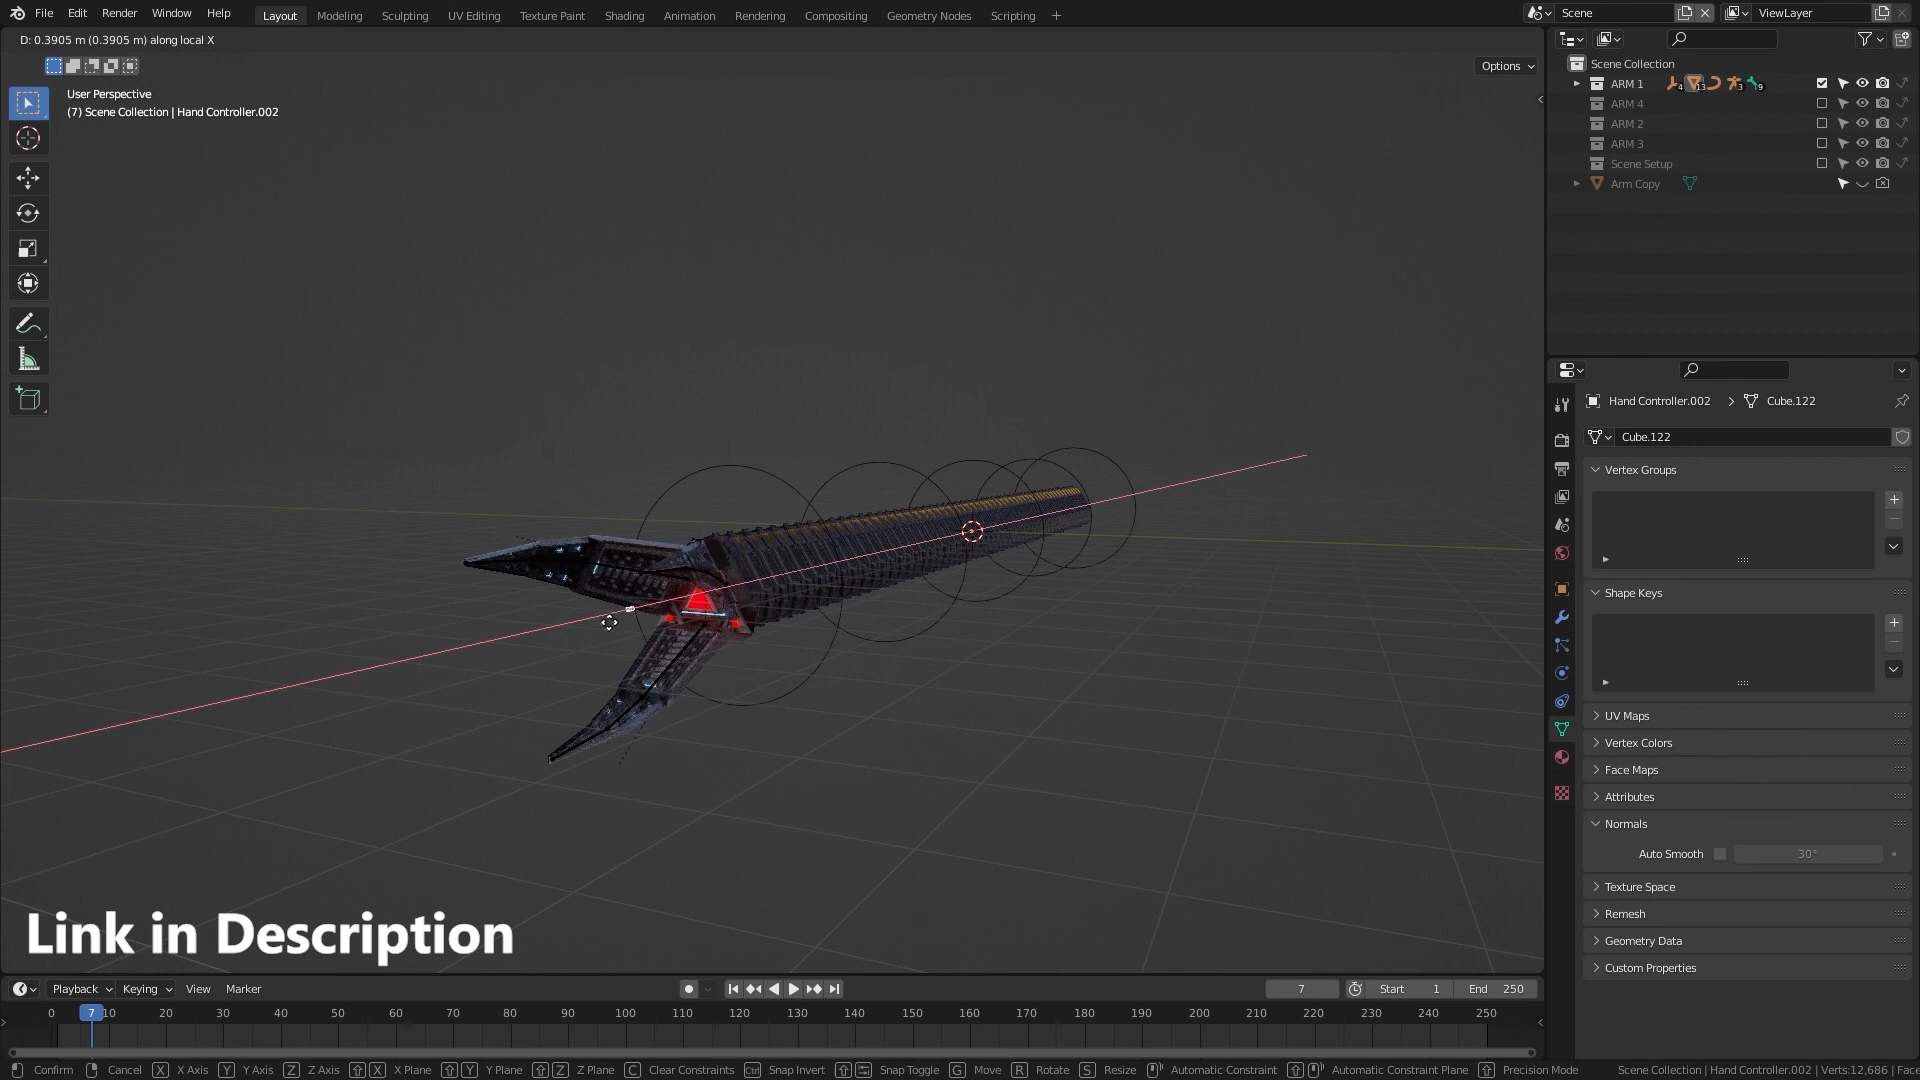 File Edit Render Window Help Layout Modeling Sculpting UV Editing Texture Paint Shading Animation Rendering Compositing Geometry Nodes Scripting + Scene ViewLayer
D: 0.3905 m (0.3905 m) along local X
Options
User Perspective
(7) Scene Collection | Hand Controller.002
Scene Collection
ARM 1 4 13 3 9
ARM 4
ARM 2
ARM 3
Scene Setup
Arm Copy
Hand Controller.002 > Cube.122
Cube.122
Vertex Groups
Shape Keys
UV Maps
Vertex Colors
Face Maps
Attributes
Normals
Auto Smooth 30°
Texture Space
Remesh
Geometry Data
Custom Properties
Link in Description
Playback Keying View Marker 7 Start 1 End 250
0 7 10 20 30 40 50 60 70 80 90 100 110 120 130 140 150 160 170 180 190 200 210 220 230 240 250
Confirm Cancel X X Axis Y Y Axis Z Z Axis X X Plane Y Y Plane Z Z Plane C Clear Constraints Ctrl Snap Invert Snap Toggle G Move R Rotate S Resize Automatic Constraint Automatic Constraint Plane Precision Mode Scene Collection | Hand Controller.002 | Verts:12,686 | Face